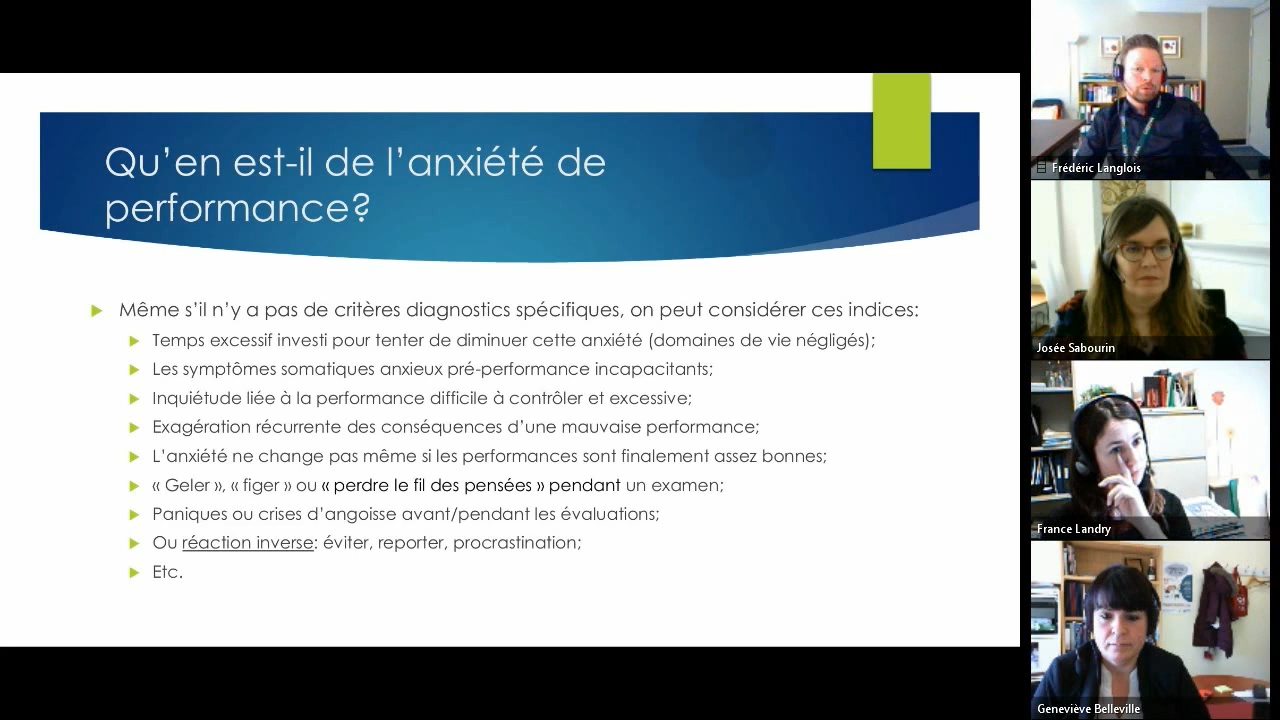 Qu’en est-il de l’anxiété de
performance?
Même s’il n’y a pas de critères diagnostics spécifiques, on peut considérer ces indices:
Temps excessif investi pour tenter de diminuer cette anxiété (domaines de vie négligés);
Les symptômes somatiques anxieux pré-performance incapacitants;
Inquiétude liée à la performance difficile à contrôler et excessive;
Exagération récurrente des conséquences d’une mauvaise performance;
L’anxiété ne change pas même si les performances sont finalement assez bonnes;
« Geler », « figer » ou « perdre le fil des pensées » pendant un examen;
Paniques ou crises d’angoisse avant/pendant les évaluations;
Ou réaction inverse: éviter, reporter, procrastination;
Etc.
Frédéric Langlois
Josée Sabourin
France Landry
Geneviève Belleville